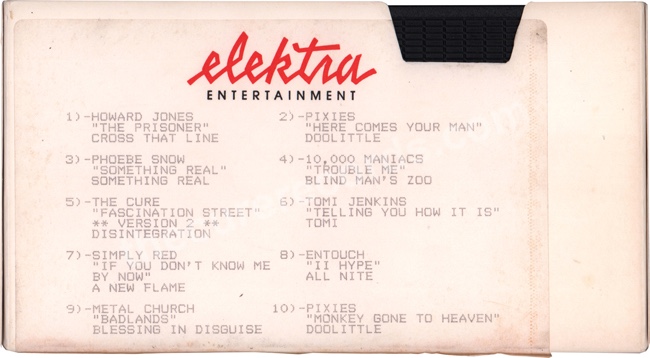 elektra
ENTERTAINMENT
1)-HOWARD JONES
"THE PRISONER"
CROSS THAT LINE
2)-PIXIES
"HERE COMES YOUR MAN"
DOOLITTLE
3)-PHOEBE SNOW
"SOMETHING REAL"
SOMETHING REAL
4)-10,000 MANIACS
"TROUBLE ME"
BLIND MAN'S ZOO
5)-THE CURE
"FASCINATION STREET"
** VERSION 2 **
DISINTEGRATION
6)-TOMI JENKINS
"TELLING YOU HOW IT IS"
TOMI
7)-SIMPLY RED
"IF YOU DON'T KNOW ME
BY NOW"
A NEW FLAME
8)-ENTOUCH
"II HYPE"
ALL NITE
9)-METAL CHURCH
"BADLANDS"
BLESSING IN DISGUISE
10)-PIXIES
"MONKEY GONE TO HEAVEN"
DOOLITTLE